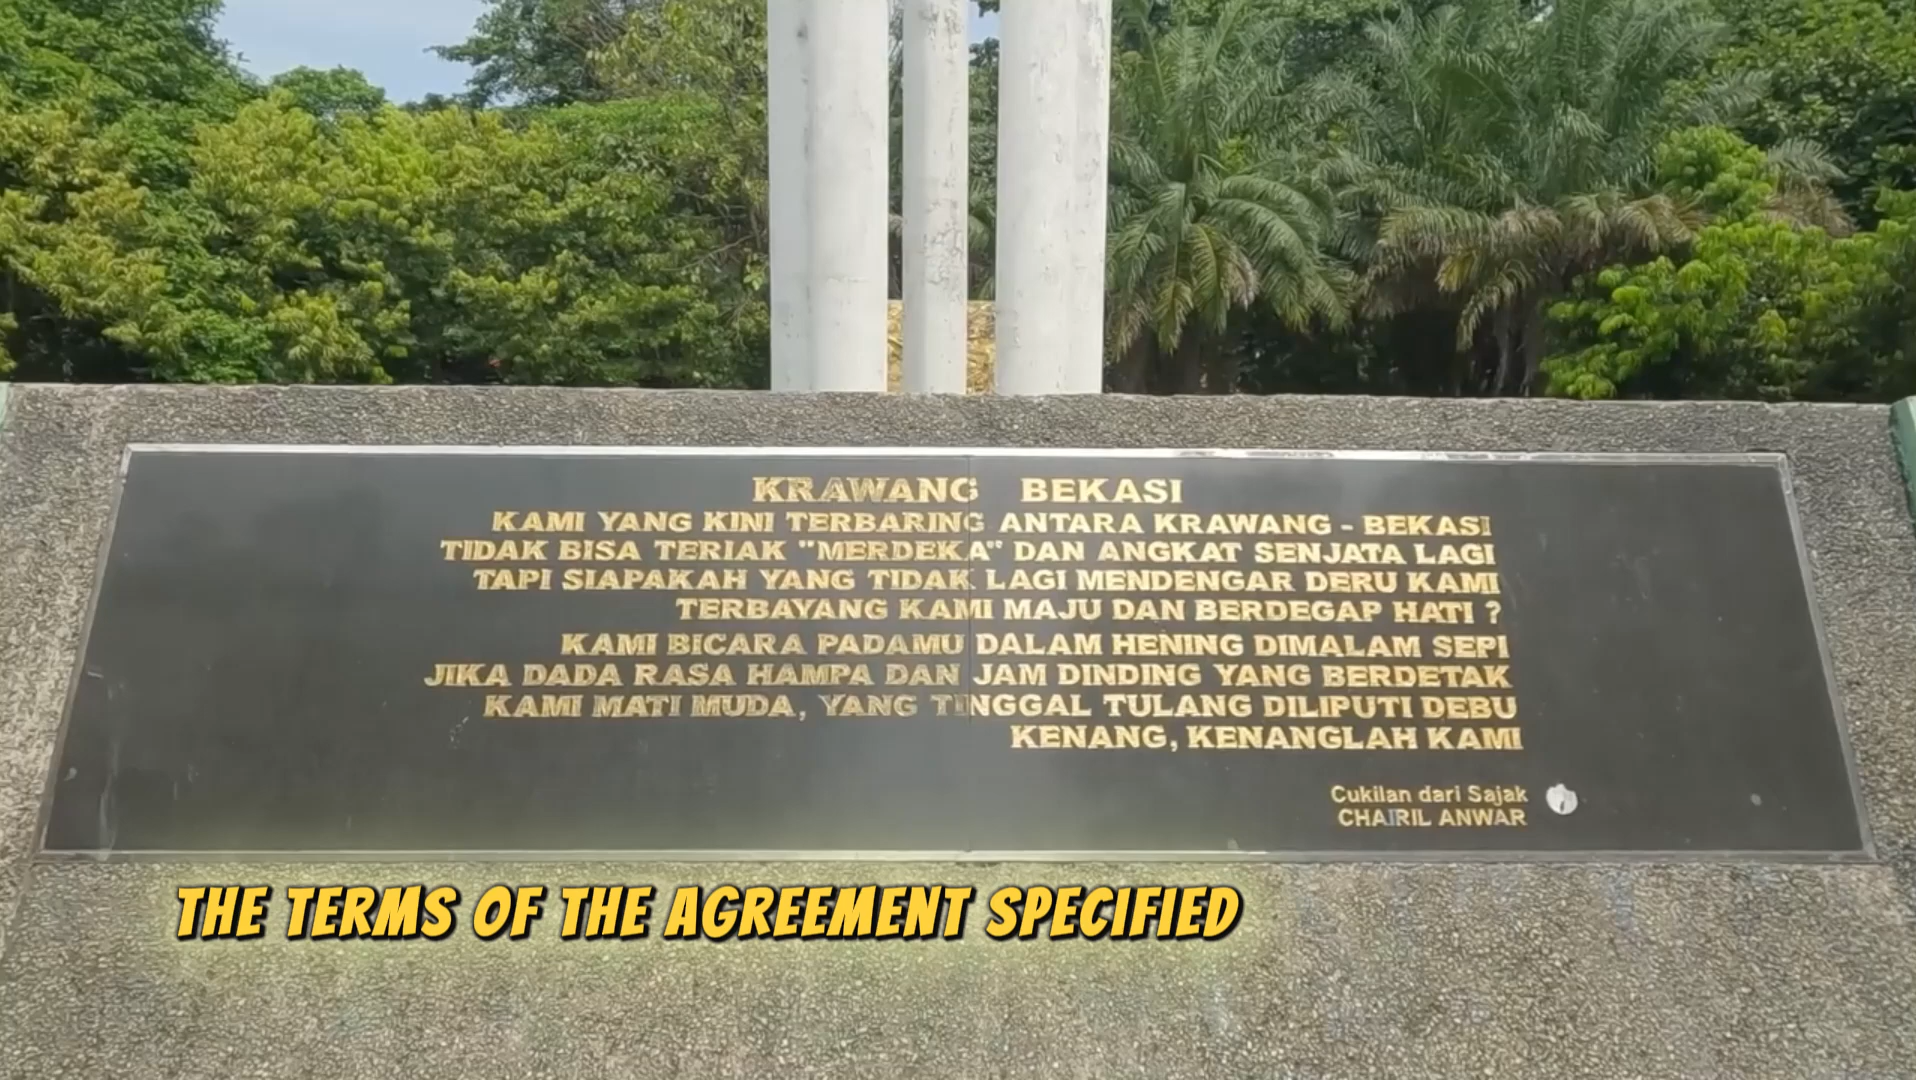 KRAWANG BEKASI
KAMI YANG KINI TERBARING ANTARA KRAWANG - BEKASI
TIDAK BISA TERIAK "MERDEKA" DAN ANGKAT SENJATA LAGI
TAPI SIAPAKAH YANG TIDAK LAGI MENDENGAR DERU KAMI
TERBAYANG KAMI MAJU DAN BERDEGAP HATI ?
KAMI BICARA PADAMU DALAM HENING DIMALAM SEPI
JIKA DADA RASA HAMPA DAN JAM DINDING YANG BERDETAK
KAMI MATI MUDA, YANG TINGGAL TULANG DILIPUTI DEBU
KENANG, KENANGLAH KAMI
Cukilan dari Sajak
CHAIRIL ANWAR
THE TERMS OF THE AGREEMENT SPECIFIED